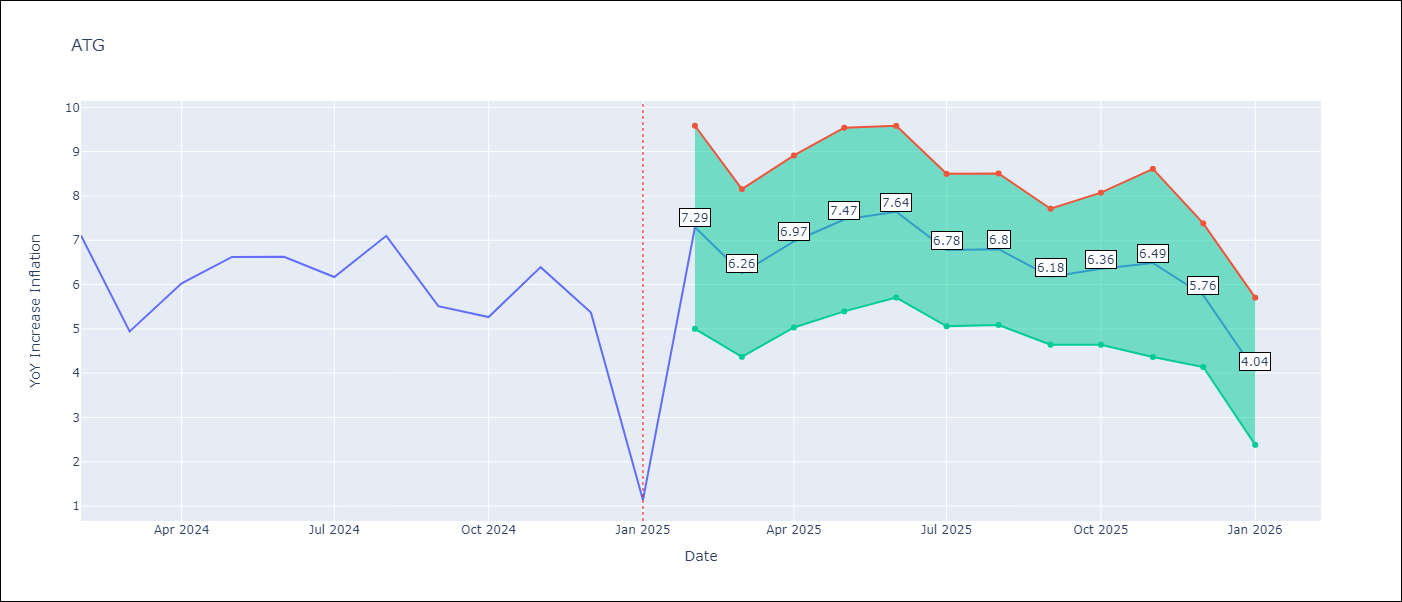 ATG
10
9
8
7
6
5
4
3
2
1
YoY Increase Inflation
7.29
6.26
6.97
7.47
7.64
6.78
6.8
6.18
6.36
6.49
5.76
4.04
Apr 2024
Jul 2024
Oct 2024
Jan 2025
Apr 2025
Jul 2025
Oct 2025
Jan 2026
Date